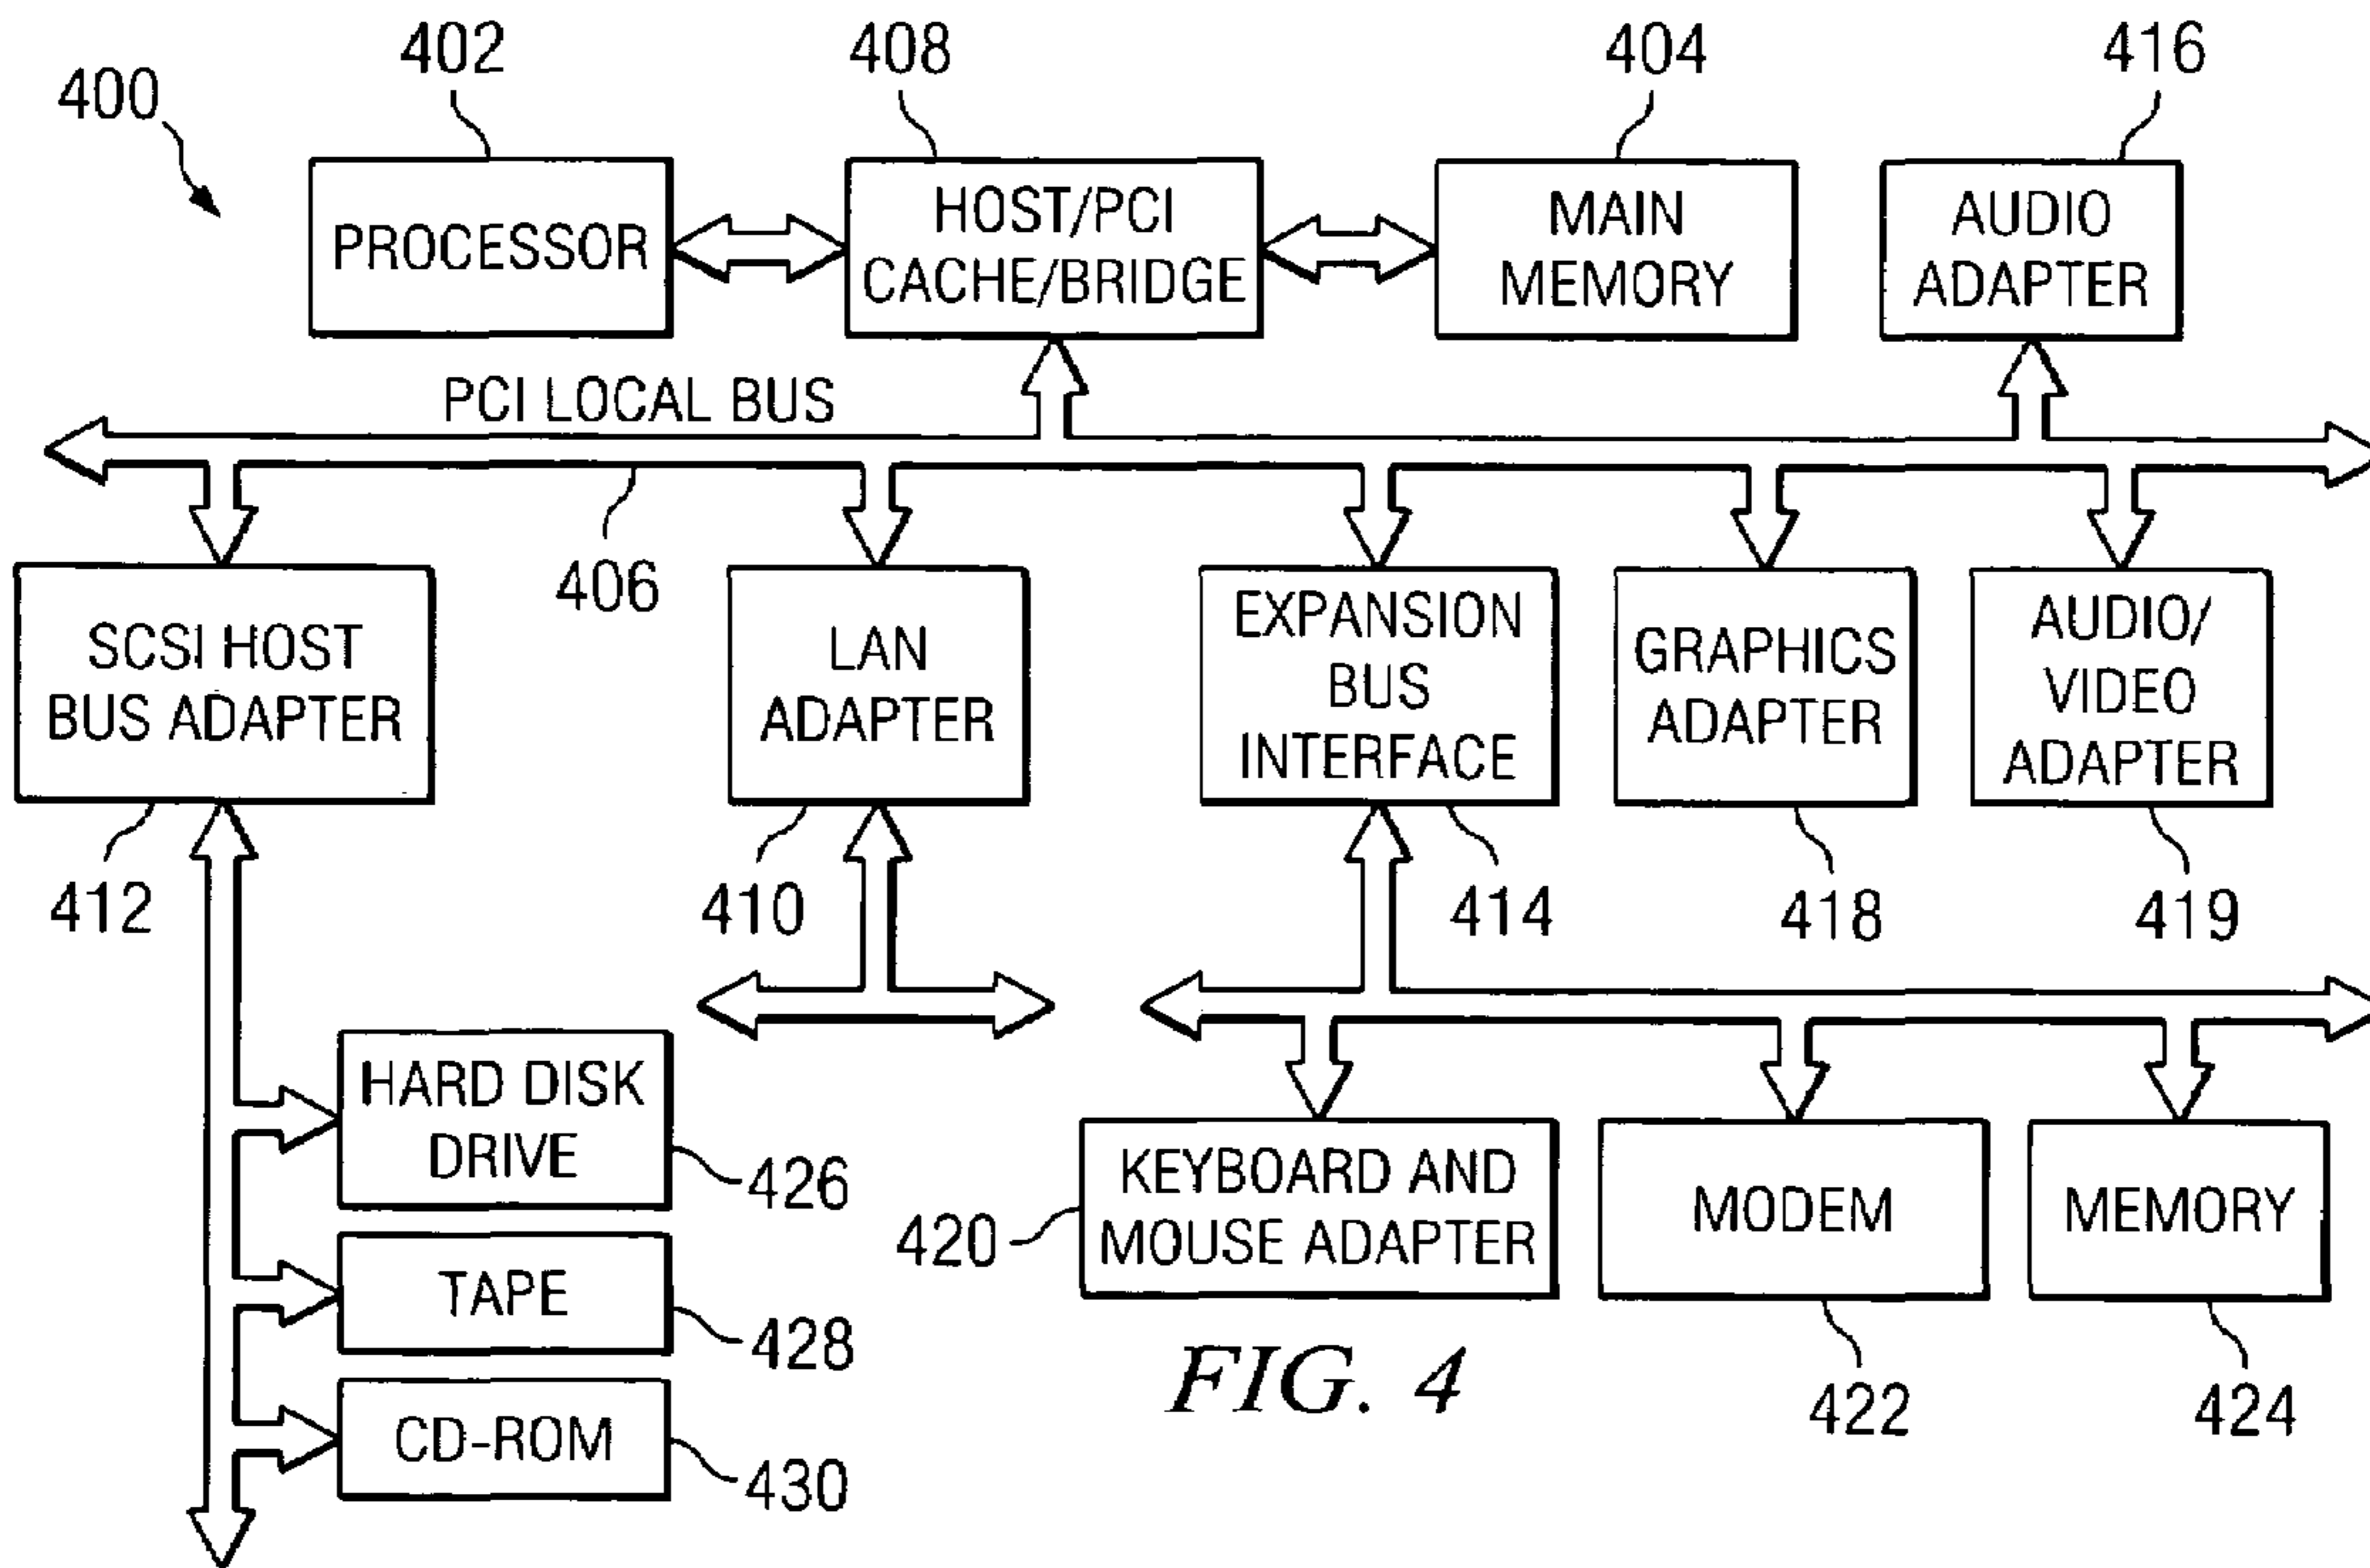 400
402
408
404
416
PROCESSOR
HOST/PCI
CACHE/BRIDGE
MAIN
MEMORY
AUDIO
ADAPTER
PCI LOCAL BUS
406
SCSI HOST
BUS ADAPTER
LAN
ADAPTER
EXPANSION
BUS
INTERFACE
GRAPHICS
ADAPTER
AUDIO/
VIDEO
ADAPTER
412
410
414
418
419
HARD DISK
DRIVE
426
TAPE
428
CD-ROM
430
420
KEYBOARD AND
MOUSE ADAPTER
MODEM
MEMORY
422
424
FIG. 4